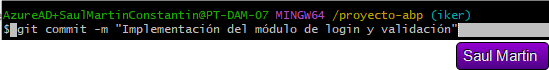 AzureAD+SaulMartinConstantin@PT-DAM-07 MINGW64 /proyecto-abp (iker)
$ git commit -m "Implementación del módulo de login y validación"
Saul Martin